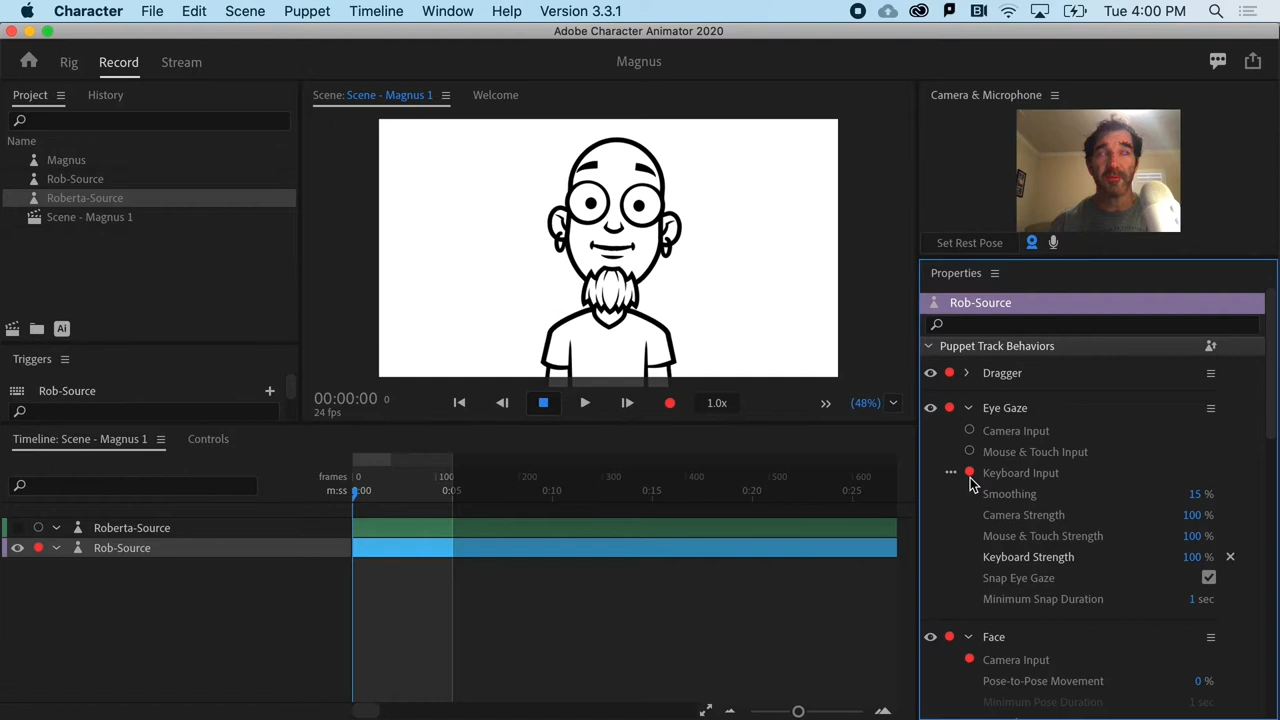 Character File Edit Scene Puppet Timeline Window Help Version 3.3.1 Tue 4:00 PM
Adobe Character Animator 2020
Rig Record Stream Magnus
Project History
Name
Magnus
Rob-Source
Roberta-Source
Scene - Magnus 1
Ai
Triggers
Rob-Source
Scene: Scene - Magnus 1 Welcome
00:00:00 0
24 fps
1.0x
(48%)
Timeline: Scene - Magnus 1 Controls
frames 0 100 200 300 400 500 600
m:ss 0:00 0:05 0:10 0:15 0:20 0:25
Roberta-Source
Rob-Source
Camera & Microphone
Set Rest Pose
Properties
Rob-Source
Puppet Track Behaviors
Dragger
Eye Gaze
Camera Input
Mouse & Touch Input
Keyboard Input
Smoothing 15 %
Camera Strength 100 %
Mouse & Touch Strength 100 %
Keyboard Strength 100 %
Snap Eye Gaze
Minimum Snap Duration 1 sec
Face
Camera Input
Pose-to-Pose Movement 0 %
Minimum Pose Duration 1 sec